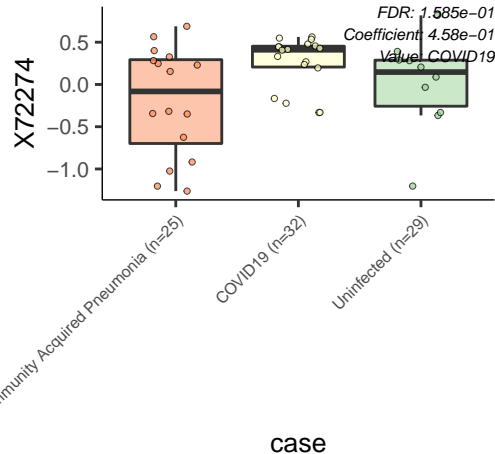 FDR: 1.585e−01
Coefficient: 4.58e−01
Value: COVID19
X72274
0.5
0.0
−0.5
−1.0
Acquired Pneumonia (n=25)
COVID19 (n=32)
Uninfected (n=29)
case